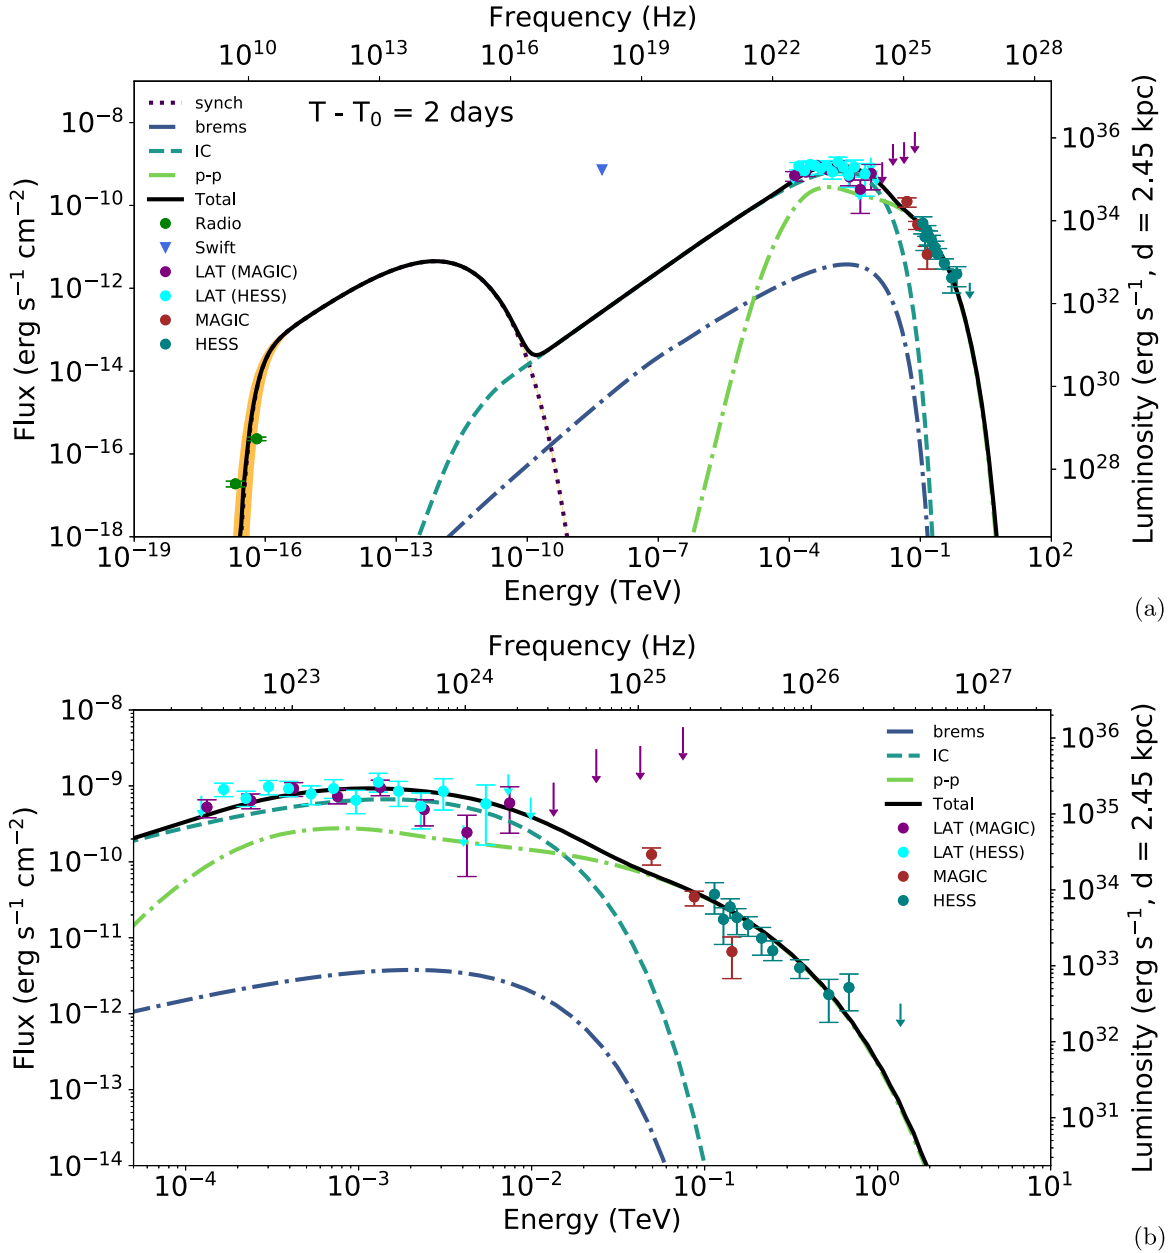 Frequency (Hz)
10^10 10^13 10^16 10^19 10^22 10^25 10^28
T - T_0 = 2 days
synch
brems
IC
p-p
Total
Radio
Swift
LAT (MAGIC)
LAT (HESS)
MAGIC
HESS
Flux (erg s^−1 cm^−2)
10^−8
10^−10
10^−12
10^−14
10^−16
10^−18
Luminosity (erg s^−1, d = 2.45 kpc)
10^36
10^34
10^32
10^30
10^28
10^−19 10^−16 10^−13 10^−10 10^−7 10^−4 10^−1 10^2
Energy (TeV)
(a)
Frequency (Hz)
10^23 10^24 10^25 10^26 10^27
brems
IC
p-p
Total
LAT (MAGIC)
LAT (HESS)
MAGIC
HESS
Flux (erg s^−1 cm^−2)
10^−8
10^−9
10^−10
10^−11
10^−12
10^−13
10^−14
Luminosity (erg s^−1, d = 2.45 kpc)
10^36
10^35
10^34
10^33
10^32
10^31
10^−4 10^−3 10^−2 10^−1 10^0 10^1
Energy (TeV)
(b)